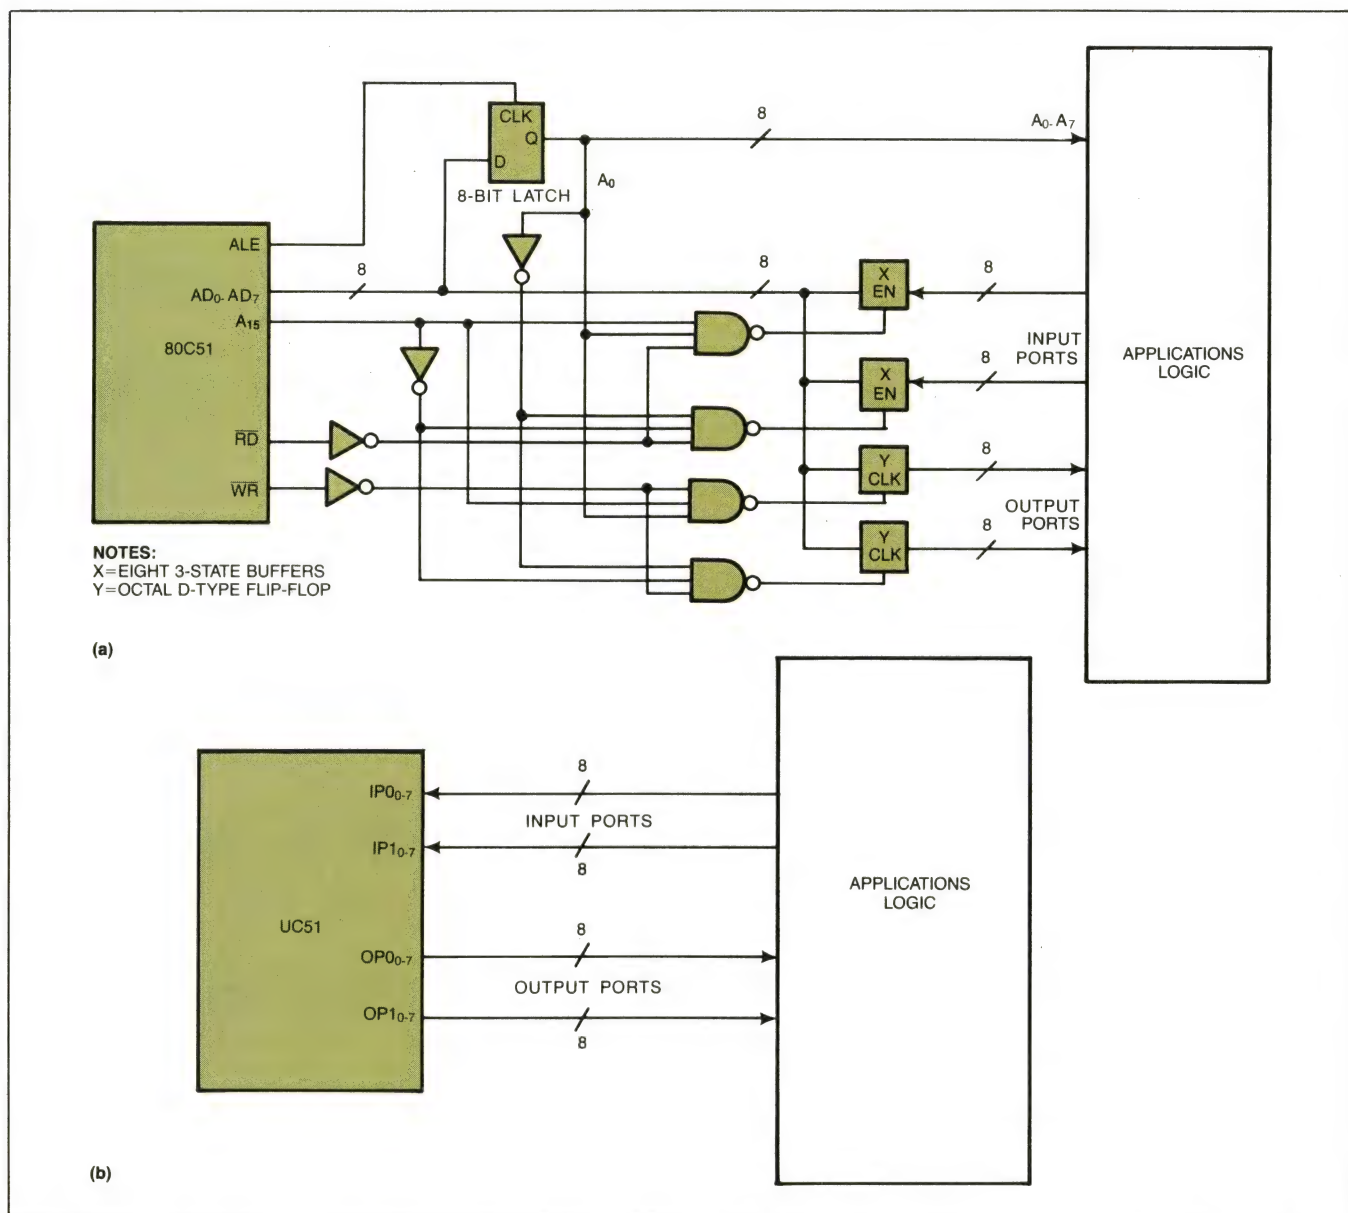 CLK
Q
D
8-BIT LATCH
8
A₀- A₇
A₀
80C51
ALE
AD₀- AD₇
A₁₅
R̅D̅
W̅R̅
8
8
X
EN
8
INPUT
PORTS
X
EN
8
Y
CLK
8
OUTPUT
PORTS
Y
CLK
8
APPLICATIONS
LOGIC
NOTES:
X=EIGHT 3-STATE BUFFERS
Y=OCTAL D-TYPE FLIP-FLOP
(a)
UC51
IP0₀₋₇
IP1₀₋₇
OP0₀₋₇
OP1₀₋₇
8
INPUT PORTS
8
8
OUTPUT PORTS
8
APPLICATIONS
LOGIC
(b)